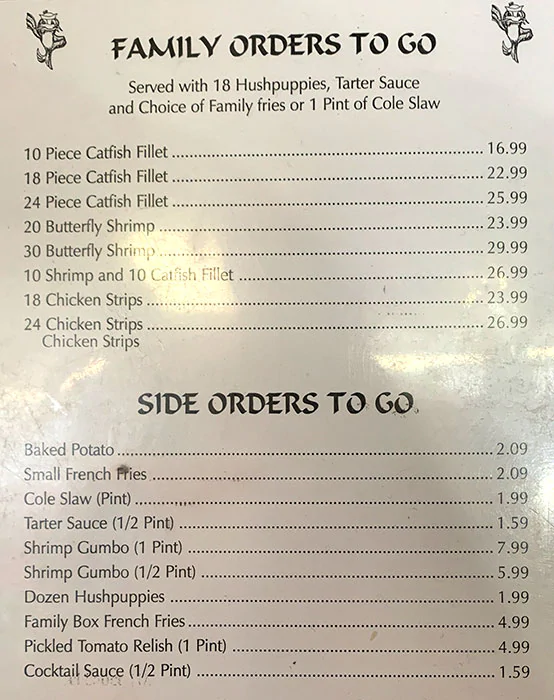 FAMILY ORDERS TO GO
Served with 18 Hushpuppies, Tarter Sauce
and Choice of Family fries or 1 Pint of Cole Slaw
10 Piece Catfish Fillet 16.99
18 Piece Catfish Fillet 22.99
24 Piece Catfish Fillet 25.99
20 Butterfly Shrimp 23.99
30 Butterfly Shrimp 29.99
10 Shrimp and 10 Catfish Fillet 26.99
18 Chicken Strips 23.99
24 Chicken Strips 26.99
Chicken Strips
SIDE ORDERS TO GO
Baked Potato 2.09
Small French Fries 2.09
Cole Slaw (Pint) 1.99
Tarter Sauce (1/2 Pint) 1.59
Shrimp Gumbo (1 Pint) 7.99
Shrimp Gumbo (1/2 Pint) 5.99
Dozen Hushpuppies 1.99
Family Box French Fries 4.99
Pickled Tomato Relish (1 Pint) 4.99
Cocktail Sauce (1/2 Pint) 1.59